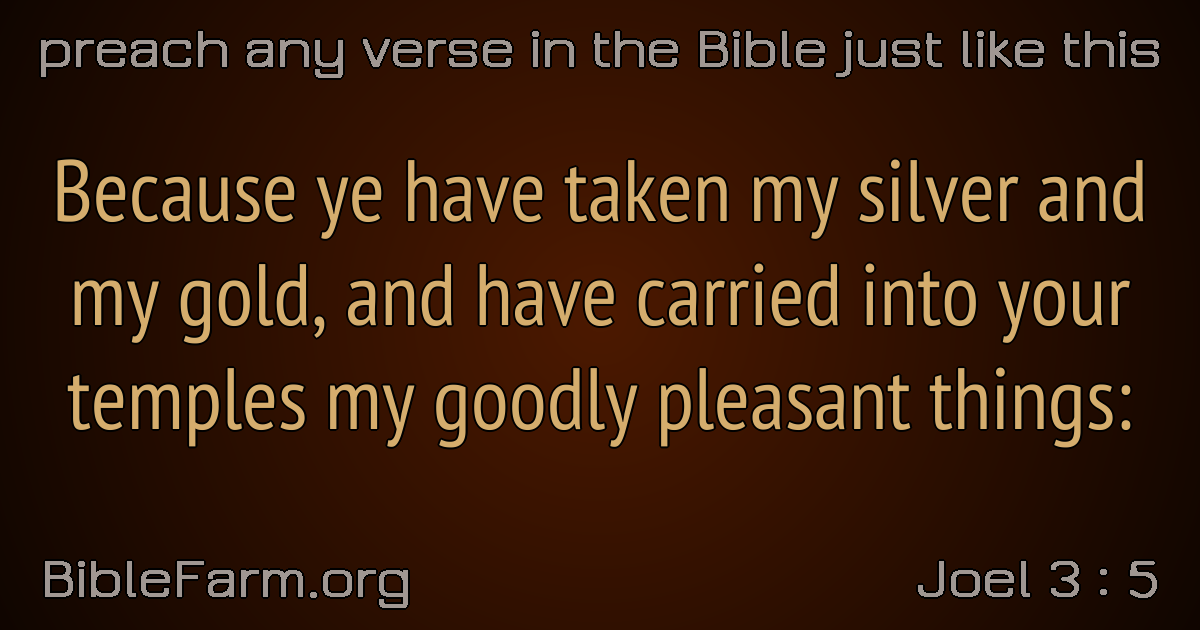 preach any verse in the Bible just like this
Because ye have taken my silver and
my gold, and have carried into your
temples my goodly pleasant things:
BibleFarm.org
Joel 3 : 5